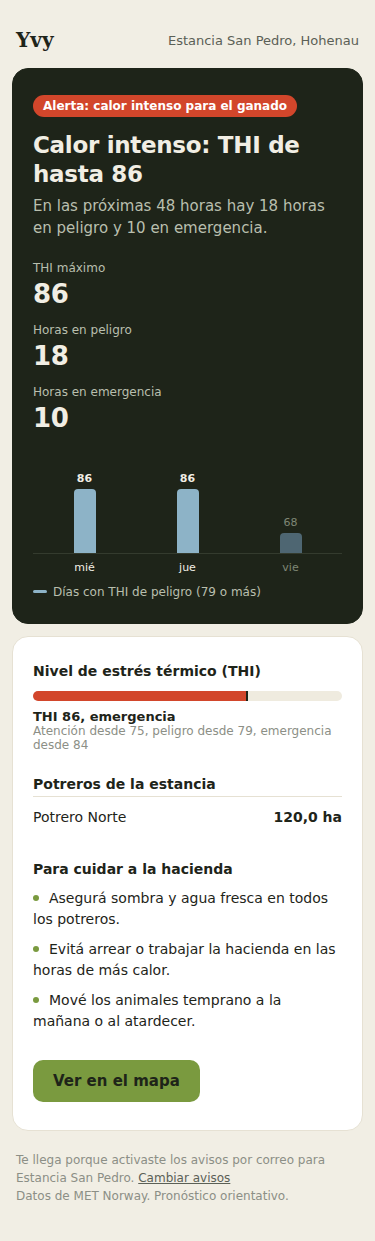 Yvy
Estancia San Pedro, Hohenau
Alerta: calor intenso para el ganado
Calor intenso: THI de
hasta 86
En las próximas 48 horas hay 18 horas
en peligro y 10 en emergencia.
THI máximo
86
Horas en peligro
18
Horas en emergencia
10
86 86 68
mié jue vie
Días con THI de peligro (79 o más)
Nivel de estrés térmico (THI)
THI 86, emergencia
Atención desde 75, peligro desde 79, emergencia
desde 84
Potreros de la estancia
Potrero Norte 120,0 ha
Para cuidar a la hacienda
Asegurá sombra y agua fresca en todos
los potreros.
Evitá arrear o trabajar la hacienda en las
horas de más calor.
Mové los animales temprano a la
mañana o al atardecer.
Ver en el mapa
Te llega porque activaste los avisos por correo para
Estancia San Pedro. Cambiar avisos
Datos de MET Norway. Pronóstico orientativo.